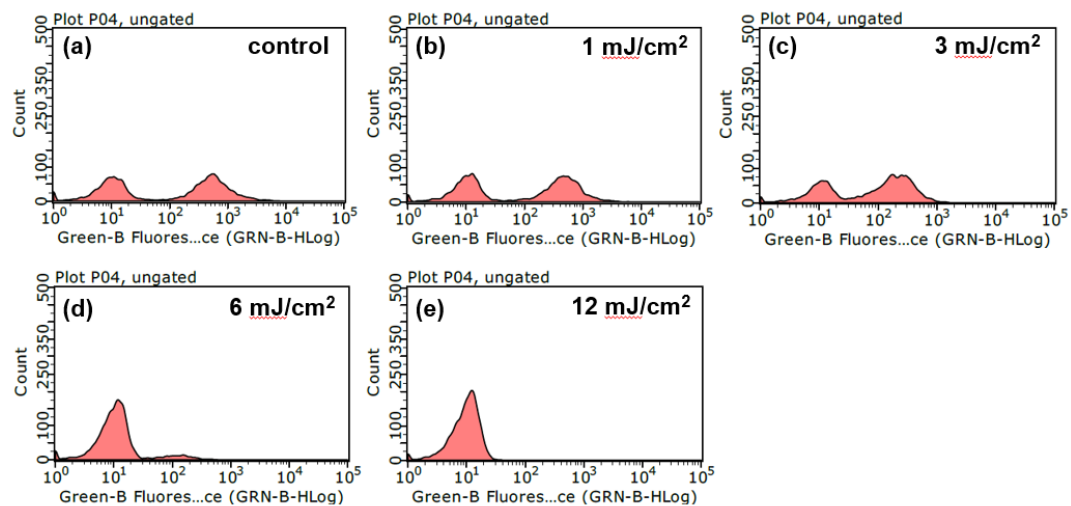 Plot P04, ungated
(a) control
500
350
250
100
0
Count
10⁰ 10¹ 10² 10³ 10⁴ 10⁵
Green-B Fluores...ce (GRN-B-HLog)
Plot P04, ungated
(b) 1 mJ/cm²
500
350
250
100
0
Count
10⁰ 10¹ 10² 10³ 10⁴ 10⁵
Green-B Fluores...ce (GRN-B-HLog)
Plot P04, ungated
(c) 3 mJ/cm²
500
350
250
100
0
Count
10⁰ 10¹ 10² 10³ 10⁴ 10⁵
Green-B Fluores...ce (GRN-B-HLog)
Plot P04, ungated
(d) 6 mJ/cm²
500
350
250
100
0
Count
10⁰ 10¹ 10² 10³ 10⁴ 10⁵
Green-B Fluores...ce (GRN-B-HLog)
Plot P04, ungated
(e) 12 mJ/cm²
500
350
250
100
0
Count
10⁰ 10¹ 10² 10³ 10⁴ 10⁵
Green-B Fluores...ce (GRN-B-HLog)